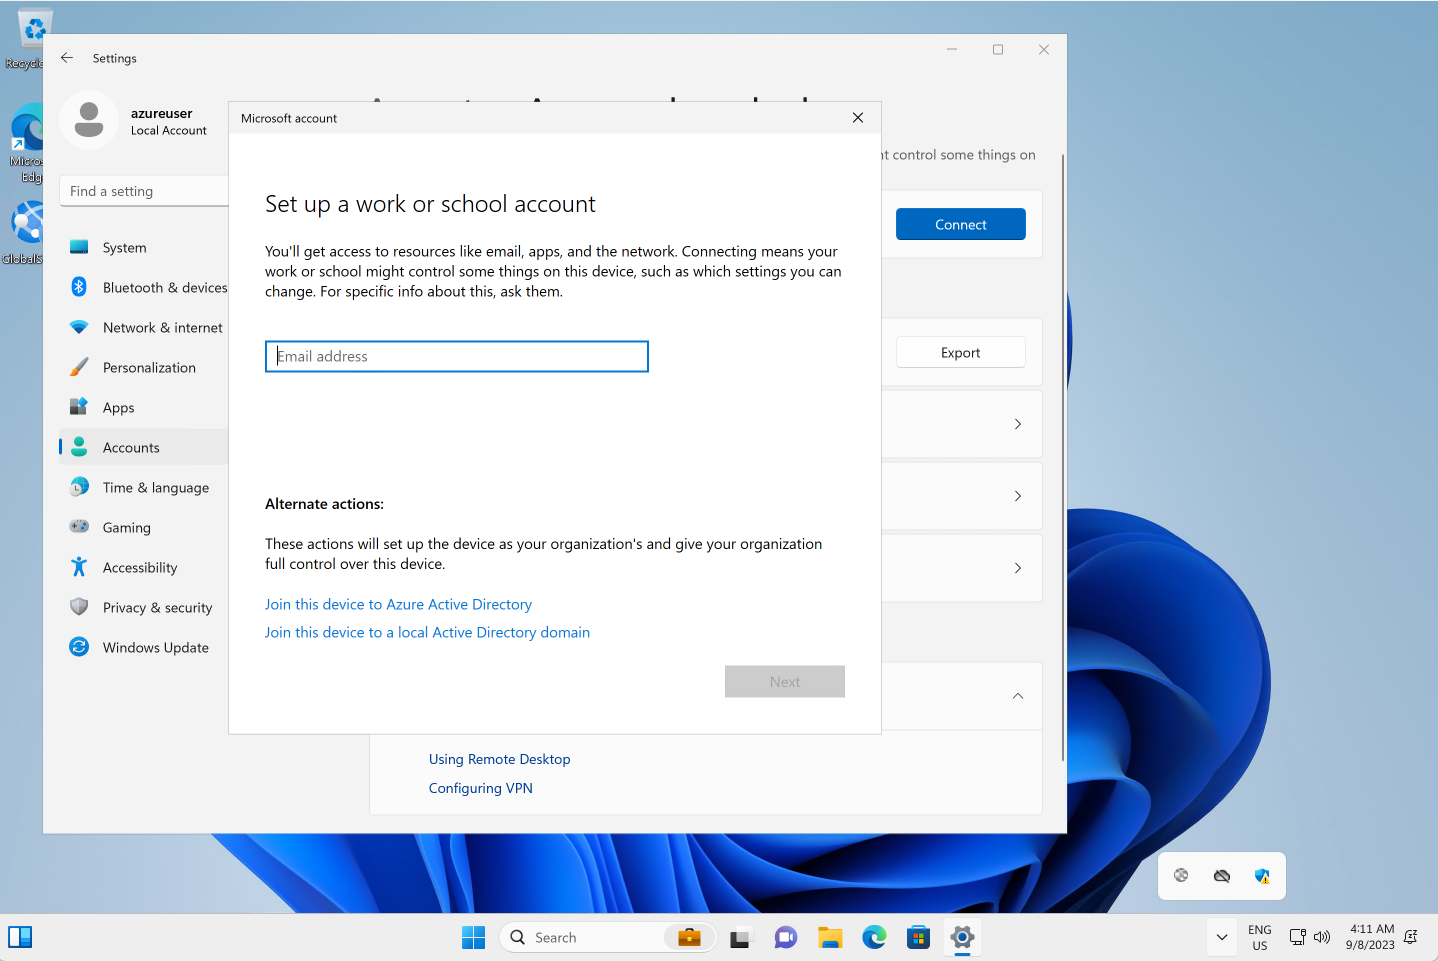 Recycle
Micros
Edg
GlobalS
Settings
azureuser
Local Account
Find a setting
System
Bluetooth & devices
Network & internet
Personalization
Apps
Accounts
Time & language
Gaming
Accessibility
Privacy & security
Windows Update
nt control some things on
Connect
Export
Microsoft account
Set up a work or school account
You'll get access to resources like email, apps, and the network. Connecting means your
work or school might control some things on this device, such as which settings you can
change. For specific info about this, ask them.
Email address
Alternate actions:
These actions will set up the device as your organization's and give your organization
full control over this device.
Join this device to Azure Active Directory
Join this device to a local Active Directory domain
Next
Using Remote Desktop
Configuring VPN
Search
ENG
US
4:11 AM
9/8/2023